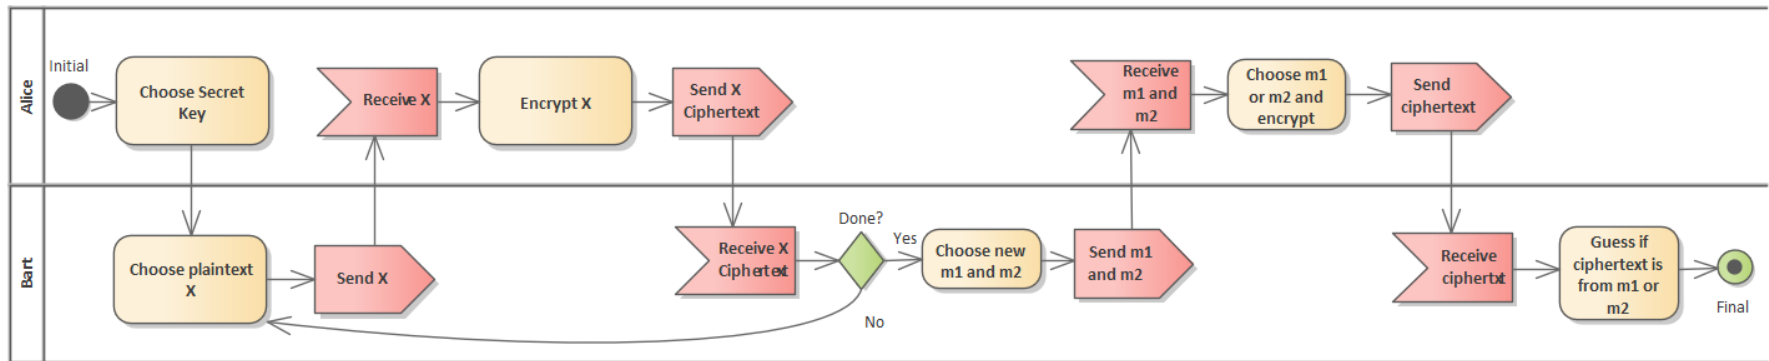 Alice
Initial
Choose Secret
Key
Receive X
Encrypt X
Send X
Ciphertext
Receive
m1 and
m2
Choose m1
or m2 and
encrypt
Send
ciphertext
Bart
Choose plaintext
X
Send X
Receive X
Ciphertext
Done?
Yes
No
Choose new
m1 and m2
Send m1
and m2
Receive
ciphertxt
Guess if
ciphertext is
from m1 or
m2
Final